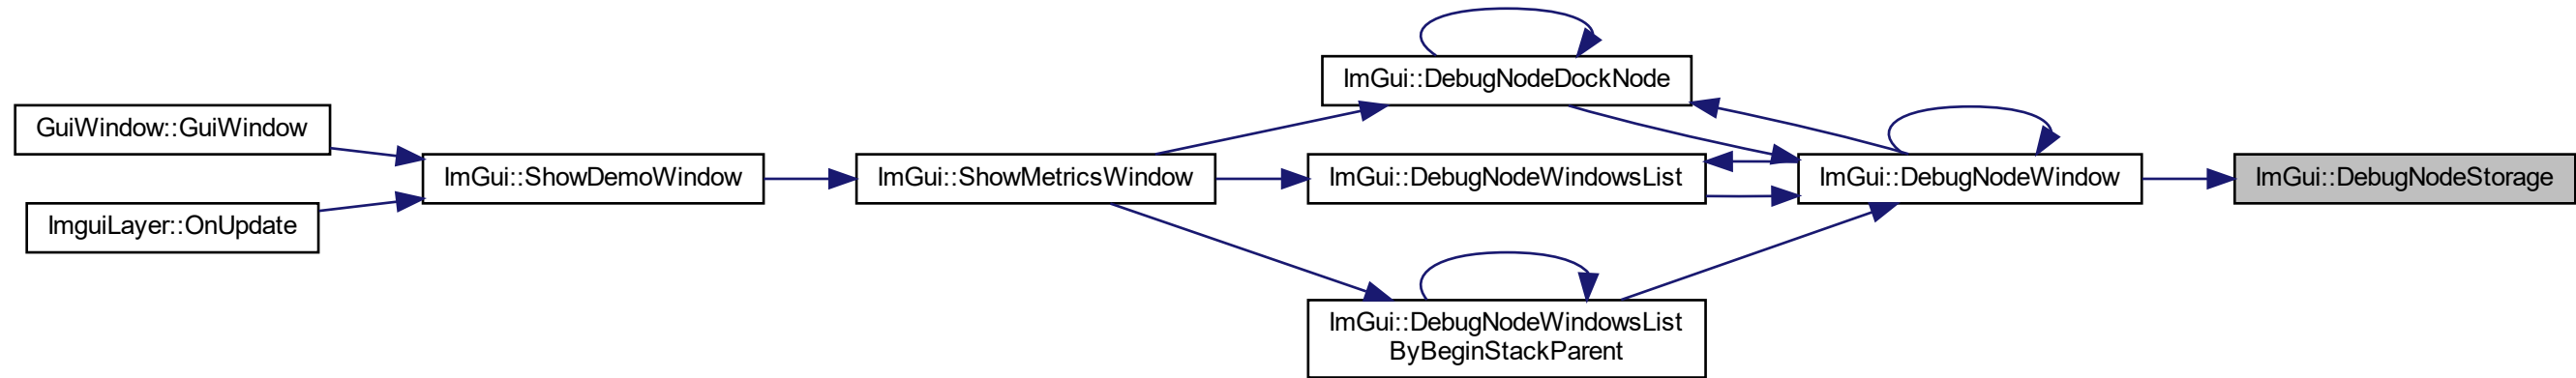 GuiWindow::GuiWindow
ImguiLayer::OnUpdate
ImGui::ShowDemoWindow
ImGui::ShowMetricsWindow
ImGui::DebugNodeDockNode
ImGui::DebugNodeWindowsList
ImGui::DebugNodeWindowsList
ByBeginStackParent
ImGui::DebugNodeWindow
ImGui::DebugNodeStorage